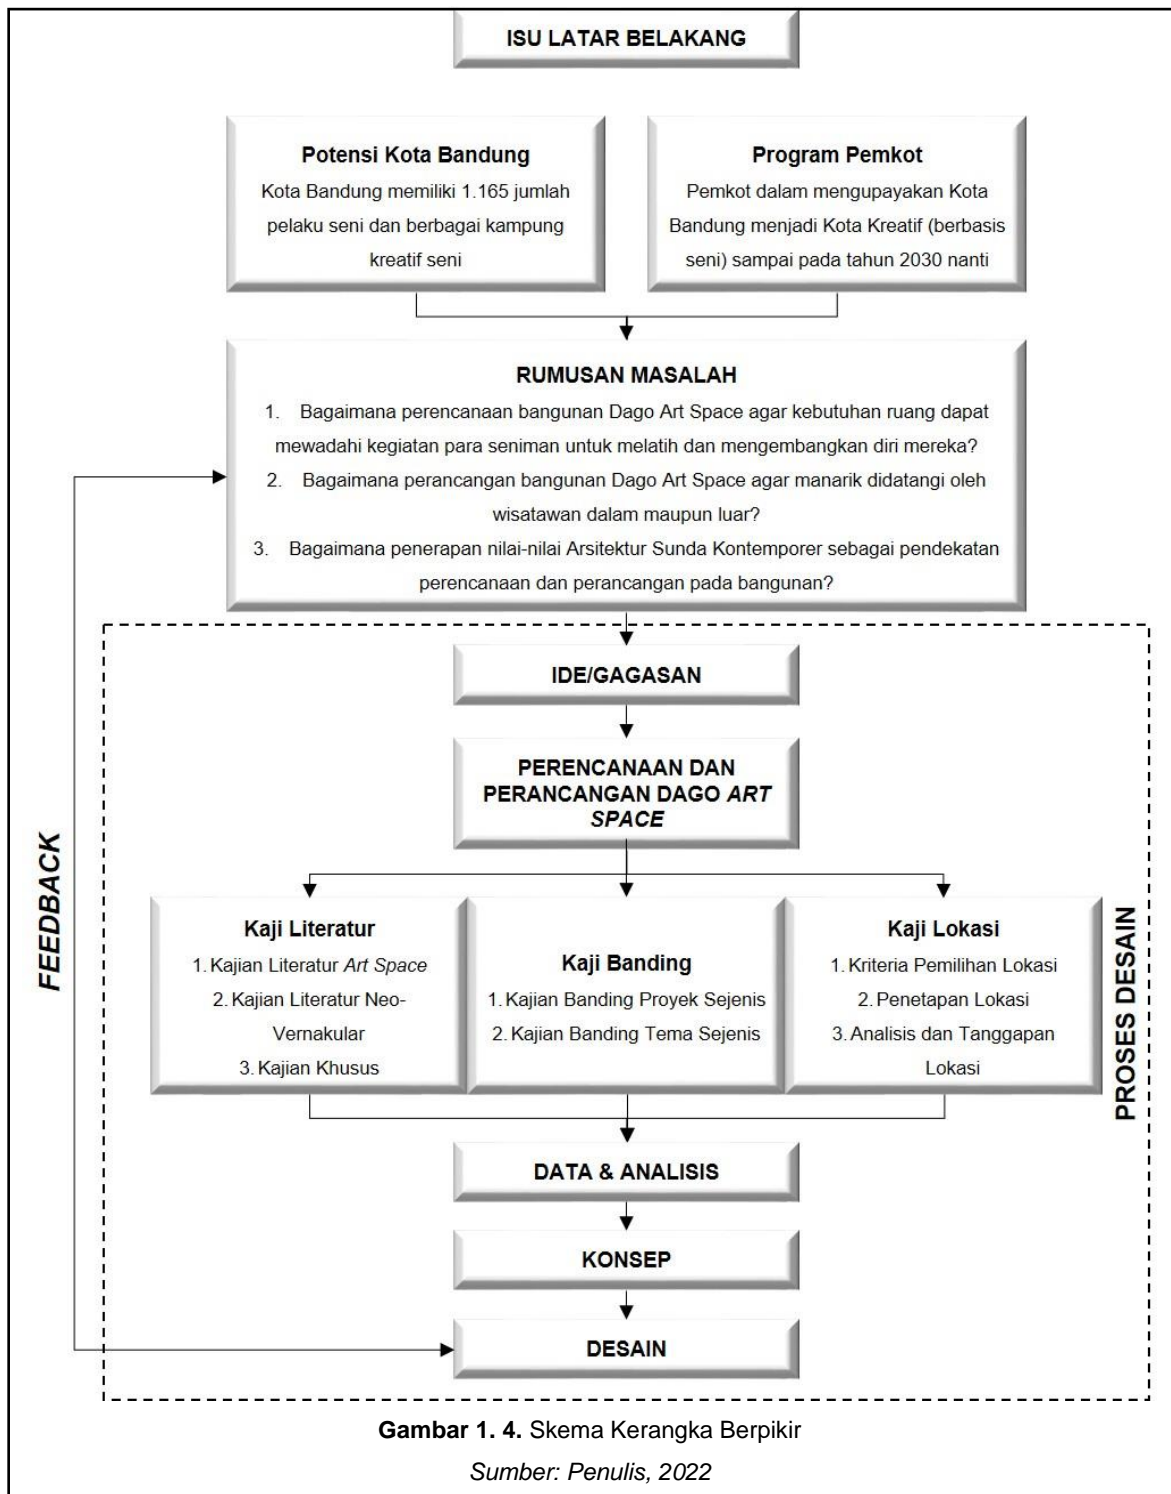 ISU LATAR BELAKANG
Potensi Kota Bandung
Kota Bandung memiliki 1.165 jumlah
pelaku seni dan berbagai kampung
kreatif seni
Program Pemkot
Pemkot dalam mengupayakan Kota
Bandung menjadi Kota Kreatif (berbasis
seni) sampai pada tahun 2030 nanti
RUMUSAN MASALAH
1. Bagaimana perencanaan bangunan Dago Art Space agar kebutuhan ruang dapat
mewadahi kegiatan para seniman untuk melatih dan mengembangkan diri mereka?
2. Bagaimana perancangan bangunan Dago Art Space agar manarik didatangi oleh
wisatawan dalam maupun luar?
3. Bagaimana penerapan nilai-nilai Arsitektur Sunda Kontemporer sebagai pendekatan
perencanaan dan perancangan pada bangunan?
IDE/GAGASAN
PERENCANAAN DAN
PERANCANGAN DAGO ART
SPACE
FEEDBACK
Kaji Literatur
1. Kajian Literatur Art Space
2. Kajian Literatur Neo-
Vernakular
3. Kajian Khusus
Kaji Banding
1. Kajian Banding Proyek Sejenis
2. Kajian Banding Tema Sejenis
Kaji Lokasi
1. Kriteria Pemilihan Lokasi
2. Penetapan Lokasi
3. Analisis dan Tanggapan
Lokasi
PROSES DESAIN
DATA & ANALISIS
KONSEP
DESAIN
Gambar 1. 4. Skema Kerangka Berpikir
Sumber: Penulis, 2022